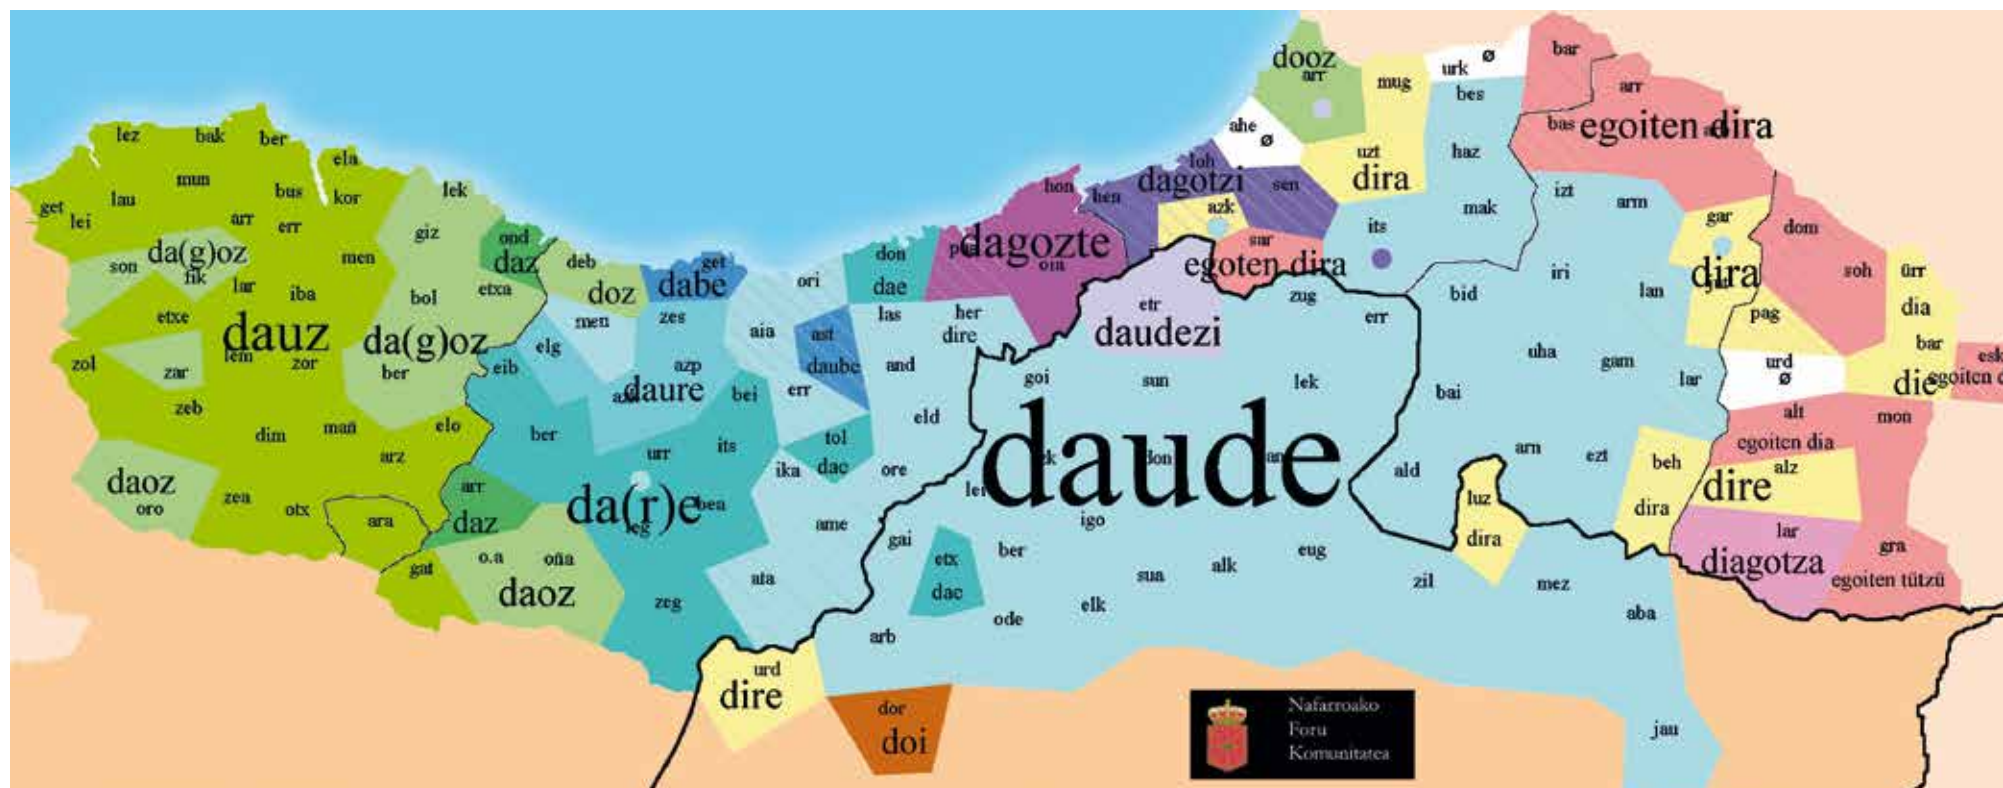 dooz
arr
mug
urk
Ø
bar
bes
arr
ahe
Ø
bas
egoiten dira
lez
bak
ber
ela
uzt
haz
mun
bus
kor
lek
loh
dagotzi
sen
dira
izt
arm
hon
hen
azk
mak
gar
get
lei
lau
arr
err
giz
ond
daz
its
dom
son
da(g)oz
fik
men
deb
doz
get
dabe
ori
don
dae
dagozte
oia
sar
egoten dira
iri
lan
dira
soh
ürr
dia
lar
iba
bol
etxa
etxe
dauz
lem
zor
da(g)oz
ber
men
zes
aia
ast
daube
las
her
dire
etr
daudezi
zug
err
bid
pag
bar
zol
zar
elg
eib
azp
daure
bei
err
and
goi
sun
lek
uha
gam
lar
urd
Ø
die
egoiten
zeb
dim
mañ
elo
ber
its
tol
dae
eld
daude
bai
alt
egoiten dia
mon
arz
urr
ika
ore
ald
arn
ezt
beh
dira
alz
dire
daoz
oro
zea
otx
ara
arr
daz
da(r)e
bea
ame
gai
igo
luz
dira
lar
diagotza
gra
egoiten tützü
gat
o.a
oña
daoz
zeg
ata
etx
dae
ber
sua
alk
eug
zil
mez
aba
arb
ode
elk
urd
dire
dor
doi
jau
Nafarroako
Foru
Komunitatea